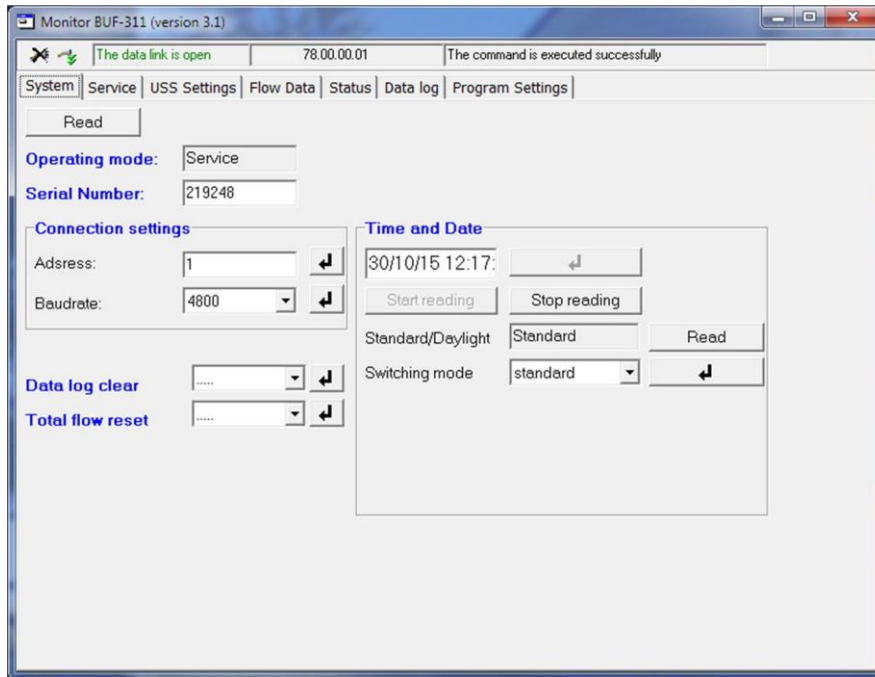 Monitor BUF-311 (version 3.1)
The data link is open 78.00.00.01 The command is executed successfully
System Service USS Settings Flow Data Status Data log Program Settings
Read
Operating mode: Service
Serial Number: 219248
Connection settings
Adsress: 1
Baudrate: 4800
Data log clear .....
Total flow reset .....
Time and Date
30/10/15 12:17:
Start reading Stop reading
Standard/Daylight Standard Read
Switching mode standard